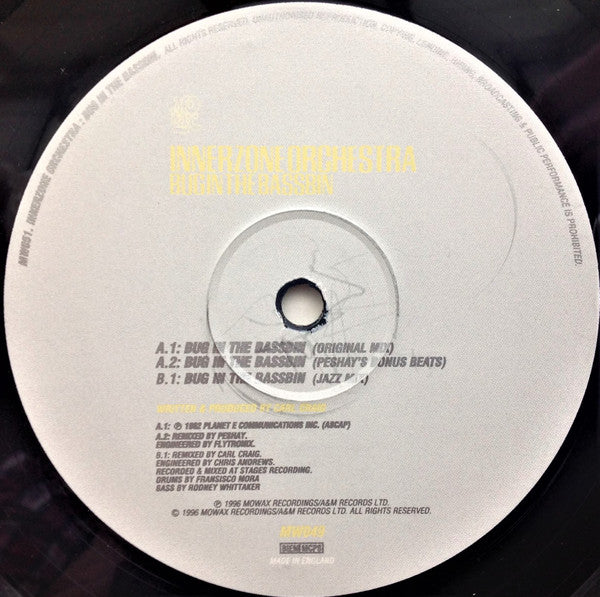 MW051. INNERZONE ORCHESTRA : BUG IN THE BASSBIN. ALL RIGHTS RESERVED. UNAUTHORISED REPRODUCTION, COPYING, LENDING, HIRING, BROADCASTING & PUBLIC PERFORMANCE IS PROHIBITED.
INNERZONE ORCHESTRA
BUG IN THE BASSBIN
A.1: BUG IN THE BASSBIN (ORIGINAL MIX)
A.2: BUG IN THE BASSBIN (PESHAY'S BONUS BEATS)
B.1: BUG IN THE BASSBIN (JAZZ MIX)
WRITTEN & PRODUCED BY CARL CRAIG
A.1: ℗ 1992 PLANET E COMMUNICATIONS INC. (ASCAP)
A.2: REMIXED BY PESHAY.
ENGINEERED BY FLYTRONIX.
B.1: REMIXED BY CARL CRAIG.
ENGINEERED BY CHRIS ANDREWS.
RECORDED & MIXED AT STAGES RECORDING.
DRUMS BY FRANSISCO MORA
BASS BY RODNEY WHITTAKER
℗ 1996 MOWAX RECORDINGS/A&M RECORDS LTD.
© 1996 MOWAX RECORDINGS/A&M RECORDS LTD. ALL RIGHTS RESERVED.
MW049
BIEM/MCPS
MADE IN ENGLAND